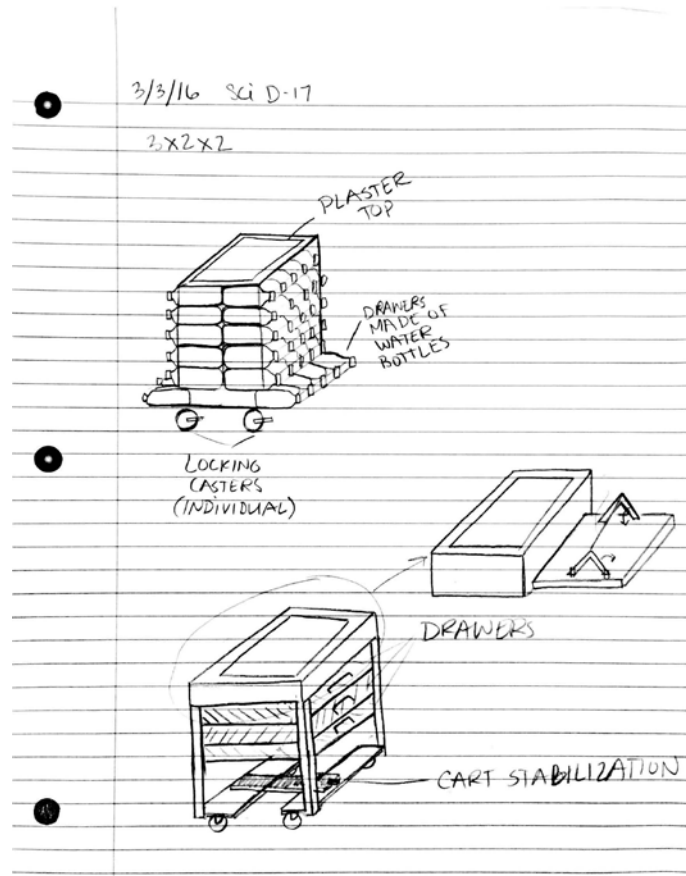 3/3/16 Sci D-17
3x2x2
PLASTER
TOP
DRAWERS
MADE OF
WATER
BOTTLES
LOCKING
CASTERS
(INDIVIDUAL)
DRAWERS
CART STABILIZATION